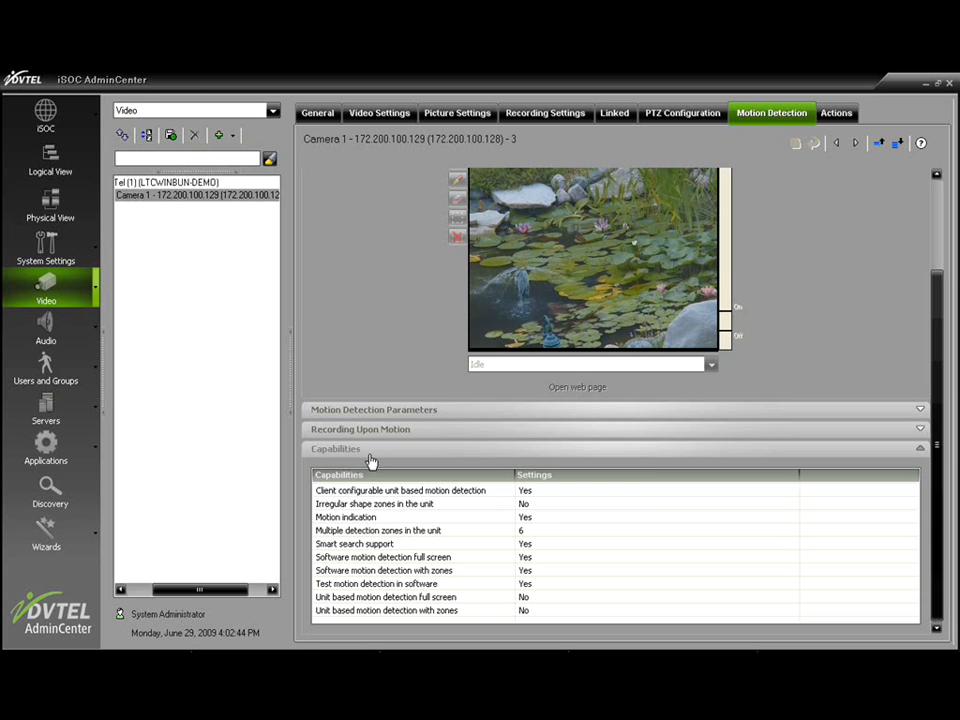 DVTEL iSOC AdminCenter
Video
General Video Settings Picture Settings Recording Settings Linked PTZ Configuration Motion Detection Actions
Camera 1 - 172.200.100.129 (172.200.100.128) - 3
iSOC
Logical View
Physical View
System Settings
Video
Audio
Users and Groups
Servers
Applications
Discovery
Wizards
DVTEL
AdminCenter
Tel (1) (LTCWINBUN-DEMO)
Camera 1 - 172.200.100.129 (172.200.100.12
System Administrator
Monday, June 29, 2009 4:02:44 PM
On
Off
Idle
Open web page
Motion Detection Parameters
Recording Upon Motion
Capabilities
Capabilities Settings
Client configurable unit based motion detection Yes
Irregular shape zones in the unit No
Motion indication Yes
Multiple detection zones in the unit 6
Smart search support Yes
Software motion detection full screen Yes
Software motion detection with zones Yes
Test motion detection in software Yes
Unit based motion detection full screen No
Unit based motion detection with zones No